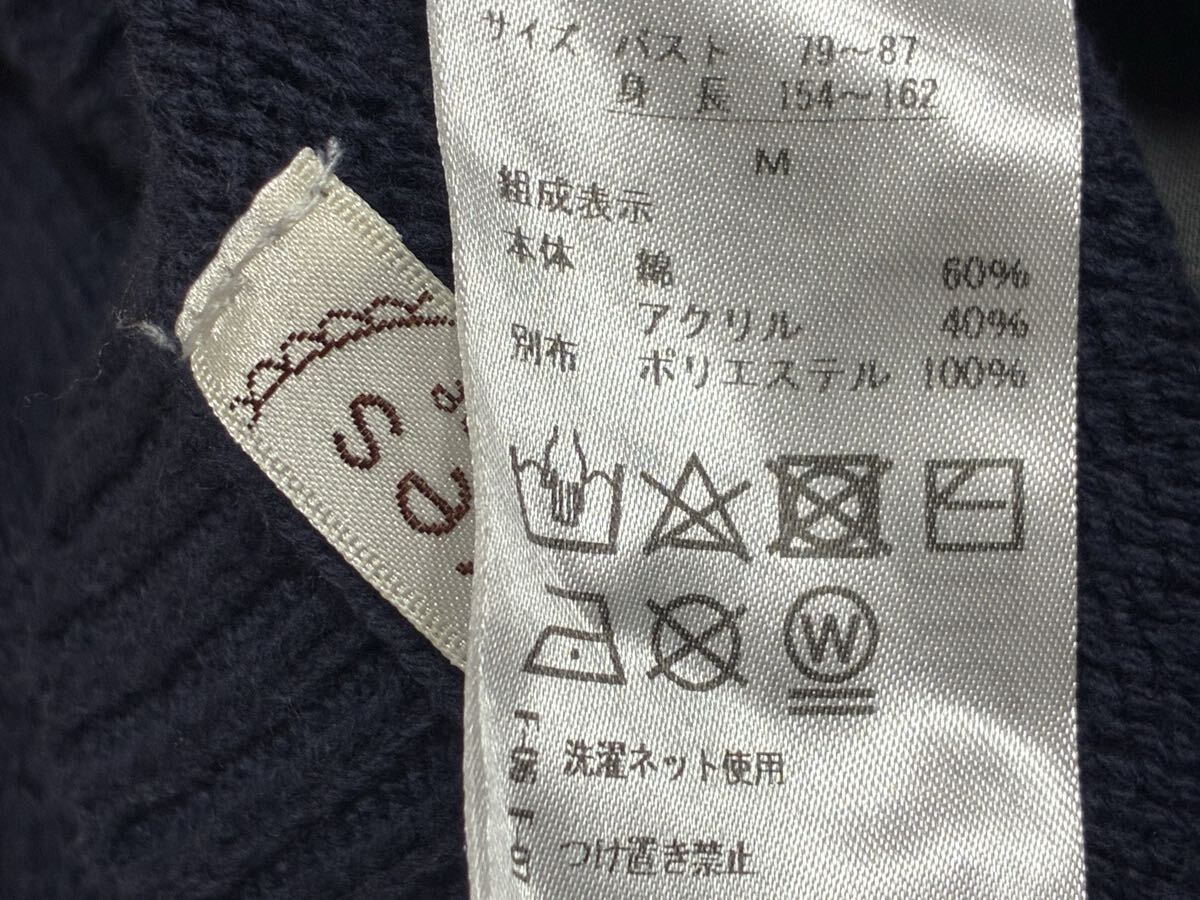 サイズ バスト 79～87
身長 154～162
M
組成表示
本体 綿 60%
アクリル 40%
別布 ポリエステル 100%
W
洗濯ネット使用
つけ置き禁止